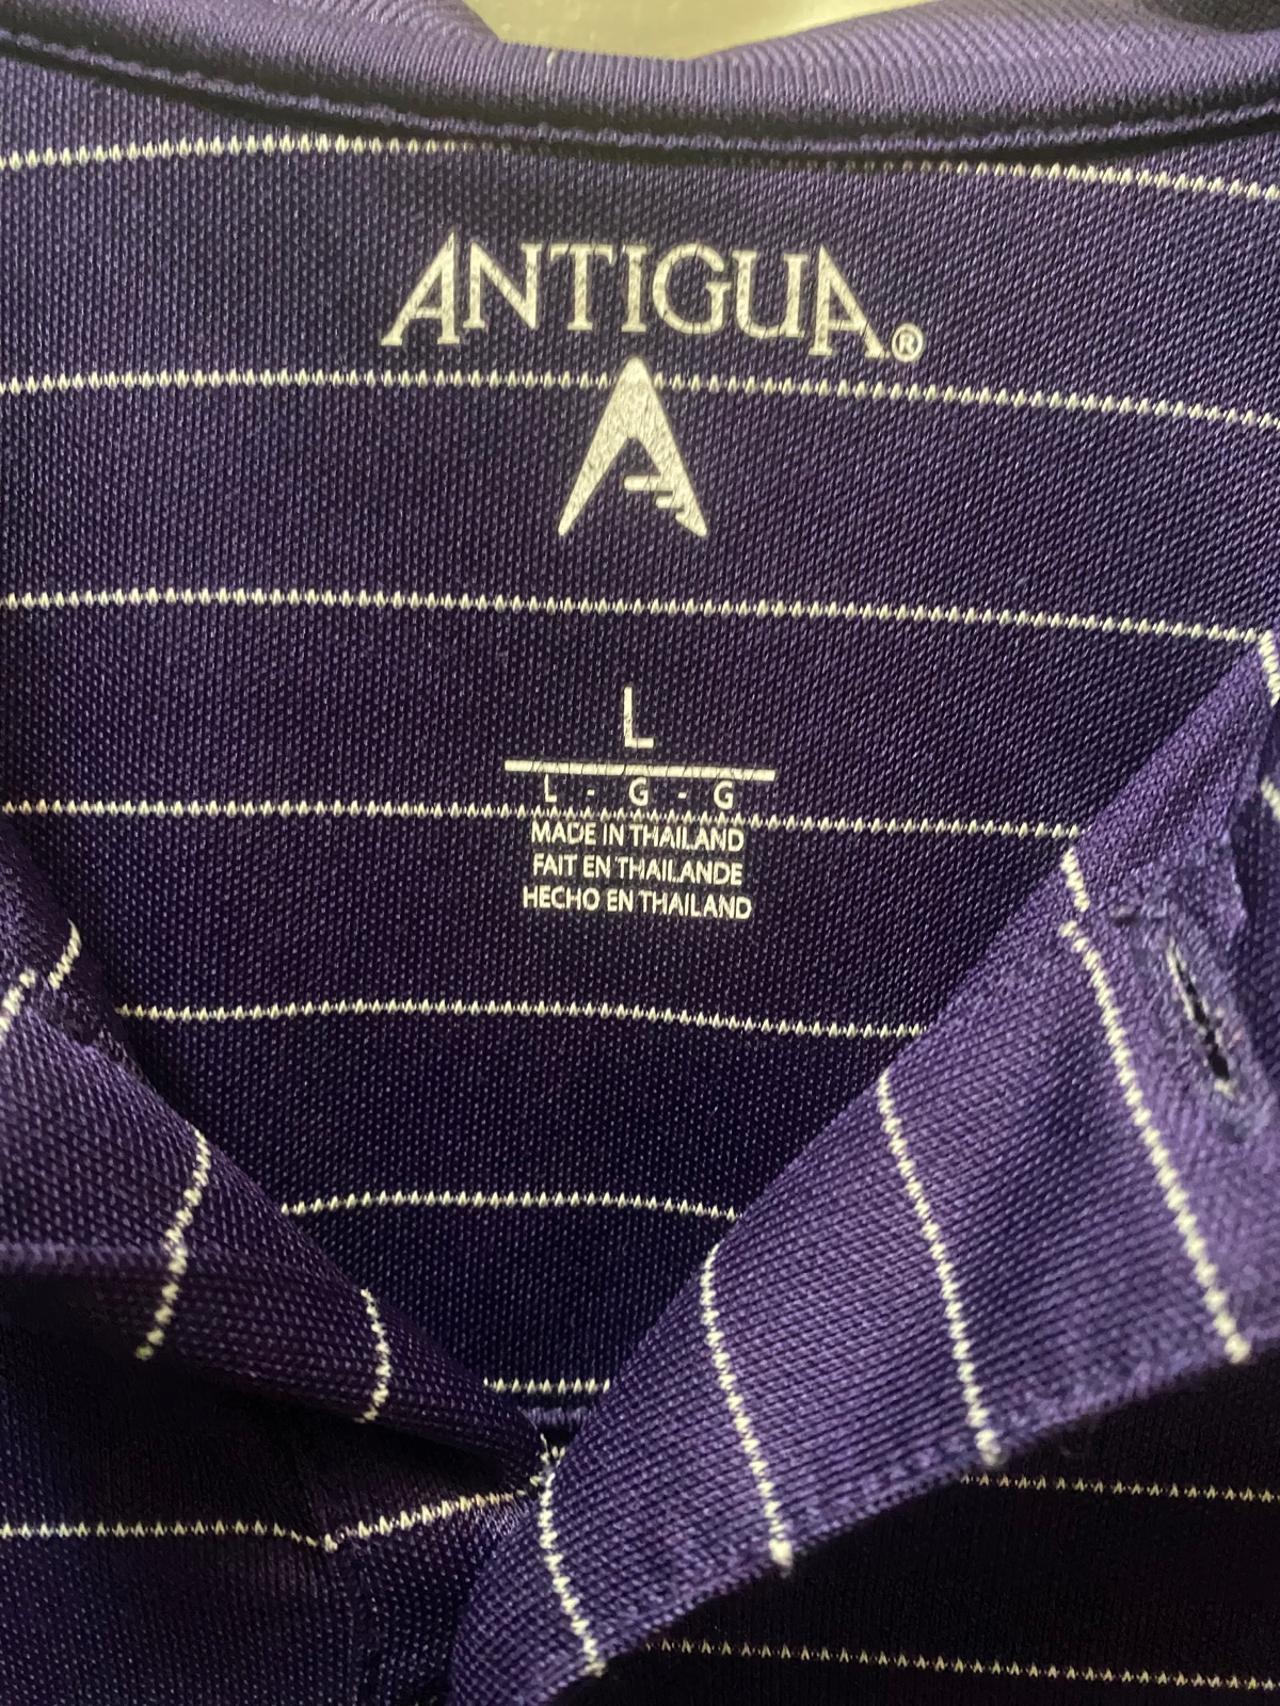 ANTIGUA®
L
L - G - G
MADE IN THAILAND
FAIT EN THAILANDE
HECHO EN THAILAND